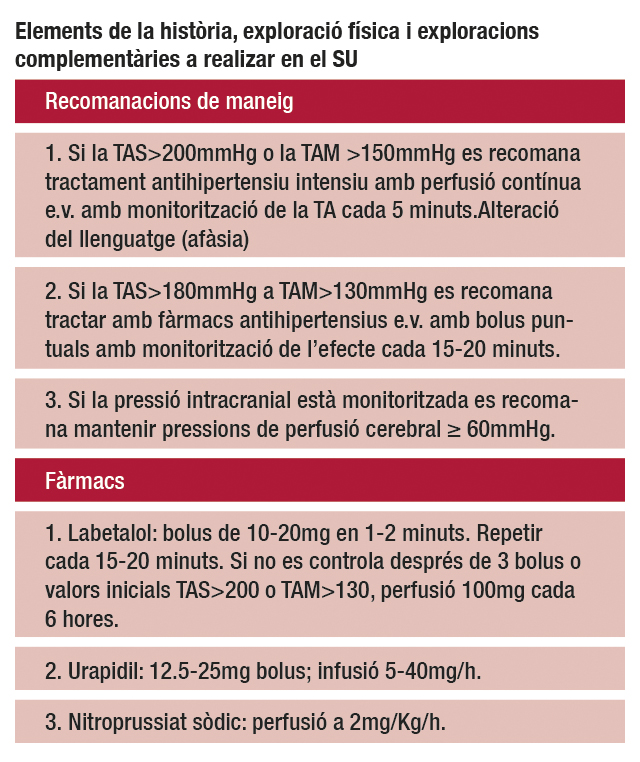 Elements de la història, exploració física i exploracions
complementàries a realizar en el SU
Recomanacions de maneig
1. Si la TAS>200mmHg o la TAM >150mmHg es recomana
tractament antihipertensiu intensiu amb perfusió contínua
e.v. amb monitorització de la TA cada 5 minuts.Alteració
del llenguatge (afàsia)
2. Si la TAS>180mmHg a TAM>130mmHg es recomana
tractar amb fàrmacs antihipertensius e.v. amb bolus pun-
tuals amb monitorització de l’efecte cada 15-20 minuts.
3. Si la pressió intracranial està monitoritzada es recoma-
na mantenir pressions de perfusió cerebral ≥ 60mmHg.
Fàrmacs
1. Labetalol: bolus de 10-20mg en 1-2 minuts. Repetir
cada 15-20 minuts. Si no es controla després de 3 bolus o
valors inicials TAS>200 o TAM>130, perfusió 100mg cada
6 hores.
2. Urapidil: 12.5-25mg bolus; infusió 5-40mg/h.
3. Nitroprussiat sòdic: perfusió a 2mg/Kg/h.